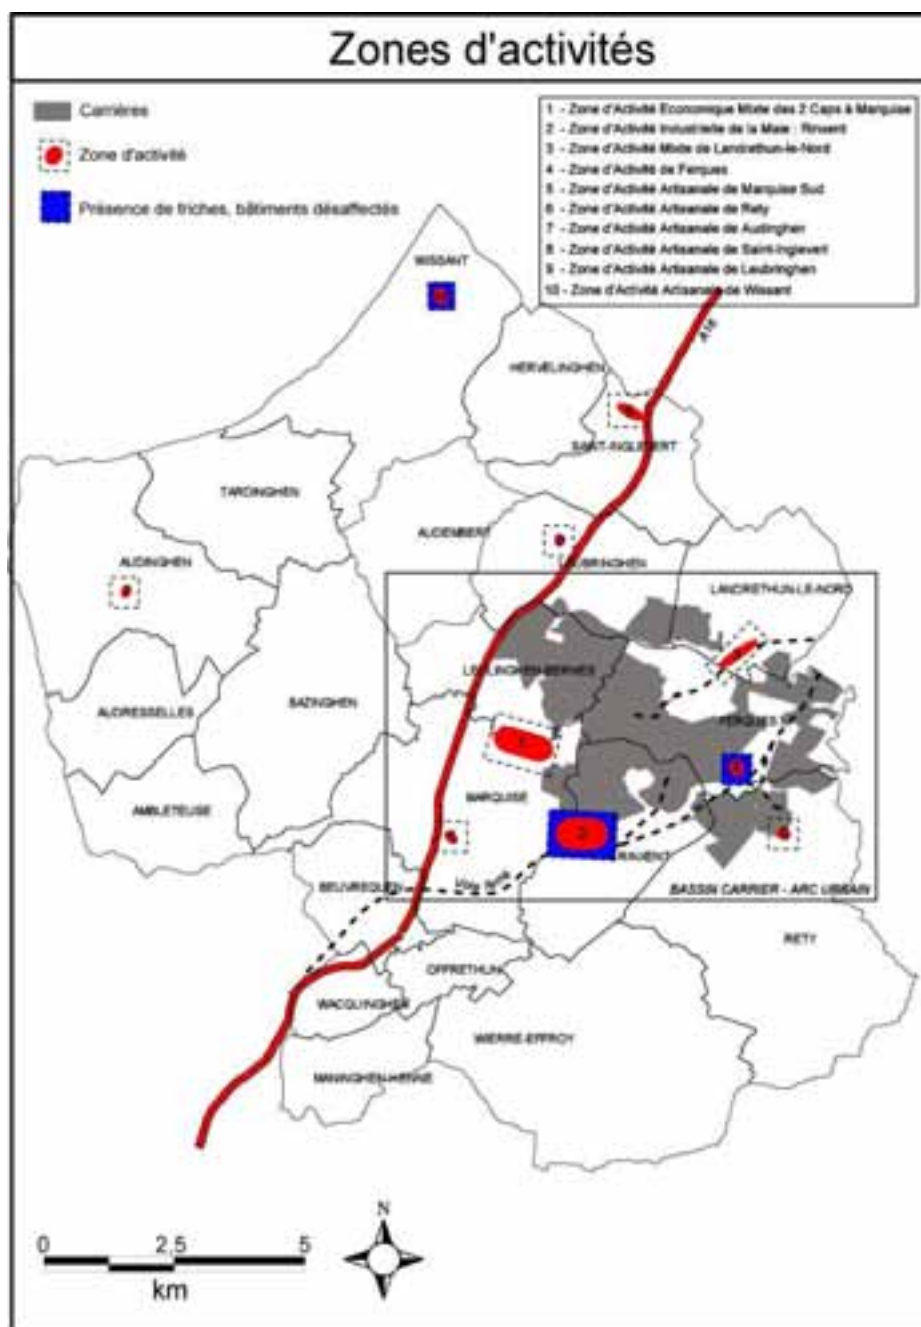 Zones d'activités
Carrières
Zone d'activité
Présence de friches, bâtiments désaffectés
1 - Zone d'Activité Economique Mixte des 2 Caps à Marquise
2 - Zone d'Activité Industrielle de la Maie : Rinxent
3 - Zone d'Activité Mixte de Landrethun-le-Nord
4 - Zone d'Activité de Ferques
5 - Zone d'Activité Artisanale de Marquise Sud
6 - Zone d'Activité Artisanale de Rety
7 - Zone d'Activité Artisanale de Audinghen
8 - Zone d'Activité Artisanale de Saint-Inglevert
9 - Zone d'Activité Artisanale de Leubringhen
10 - Zone d'Activité Artisanale de Wissant
WISSANT
A16
HERVELINGHEN
SAINT-INGLEVERT
TARDINGHEN
AUDEMBERT
AUDINGHEN
LEUBRINGHEN
LANDRETHUN-LE-NORD
LEULINGHEN-BERNES
BAZINGHEN
AUDRESSELLES
FERQUES
1
AMBLETEUSE
MARQUISE
2
RINXENT
BEUVREQUEN
BASSIN CARRIER - ARC URBAIN
RETY
OFFRETHUN
WACQUINGHEN
WIERRE-EFFROY
MANINGHEN-HENNE
N
0 2,5 5
km